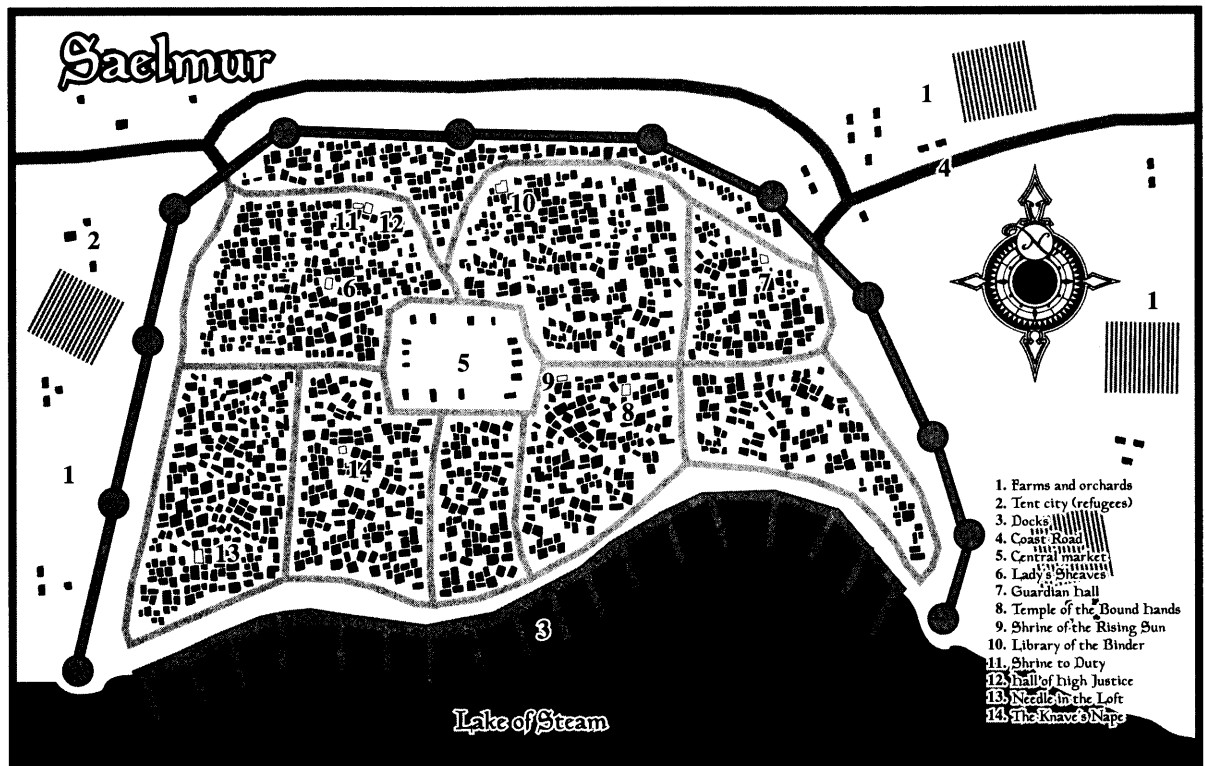 Saelmur
1
4
N
2
11
12
10
6
7
1
5
9
8
14
1
13
3
1. Farms and orchards
2. Tent city (refugees)
3. Docks
4. Coast Road
5. Central market
6. Lady's Sheaves
7. Guardian hall
8. Temple of the Bound hands
9. Shrine of the Rising Sun
10. Library of the Binder
11. Shrine to Duty
12. hall of high Justice
13. Needle in the Loft
14. The Knave's Nape
Lake of Steam